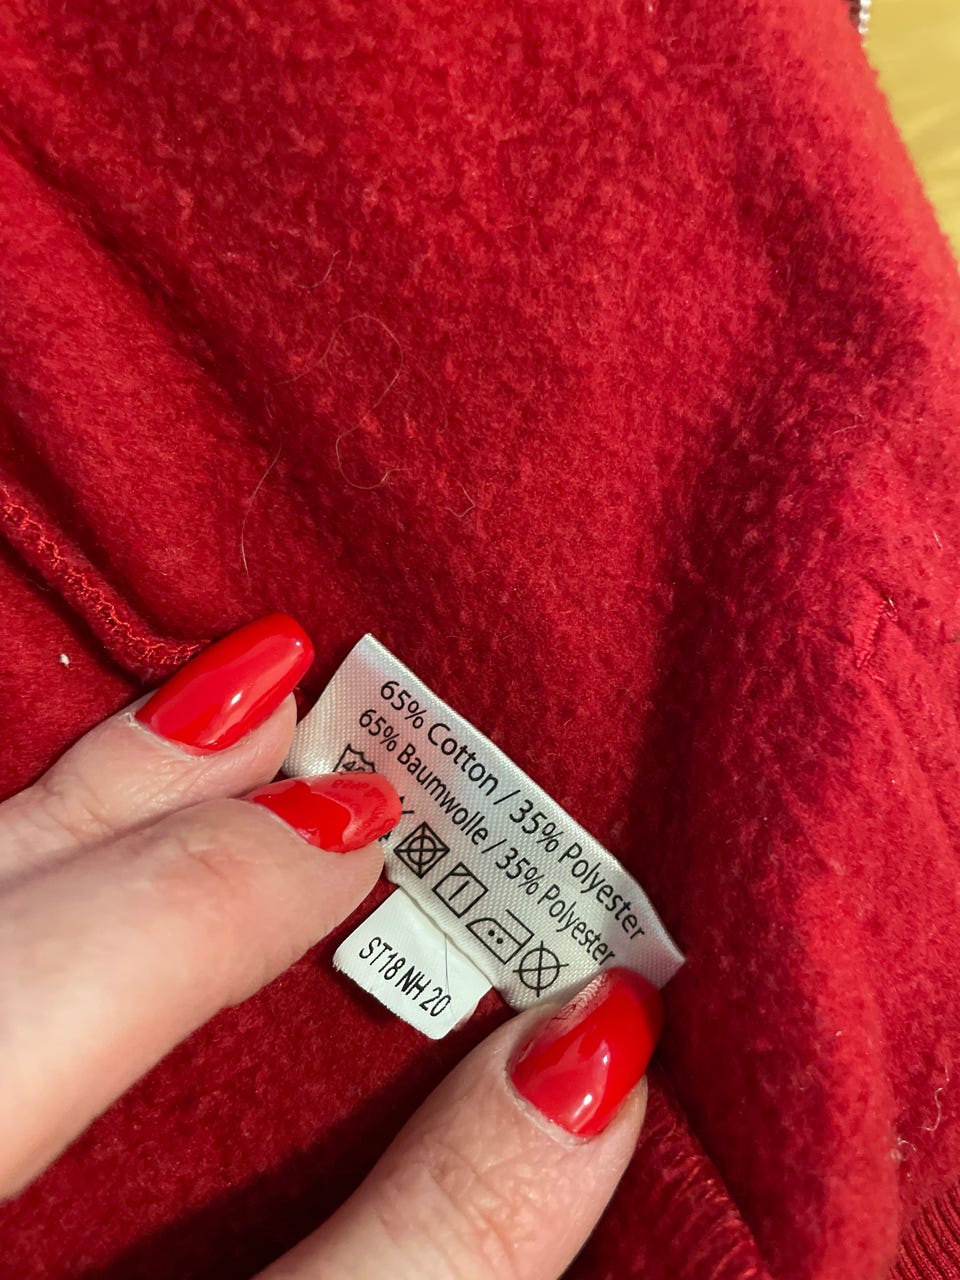 65% Cotton / 35% Polyester
65% Baumwolle / 35% Polyester
ST18 NH 20